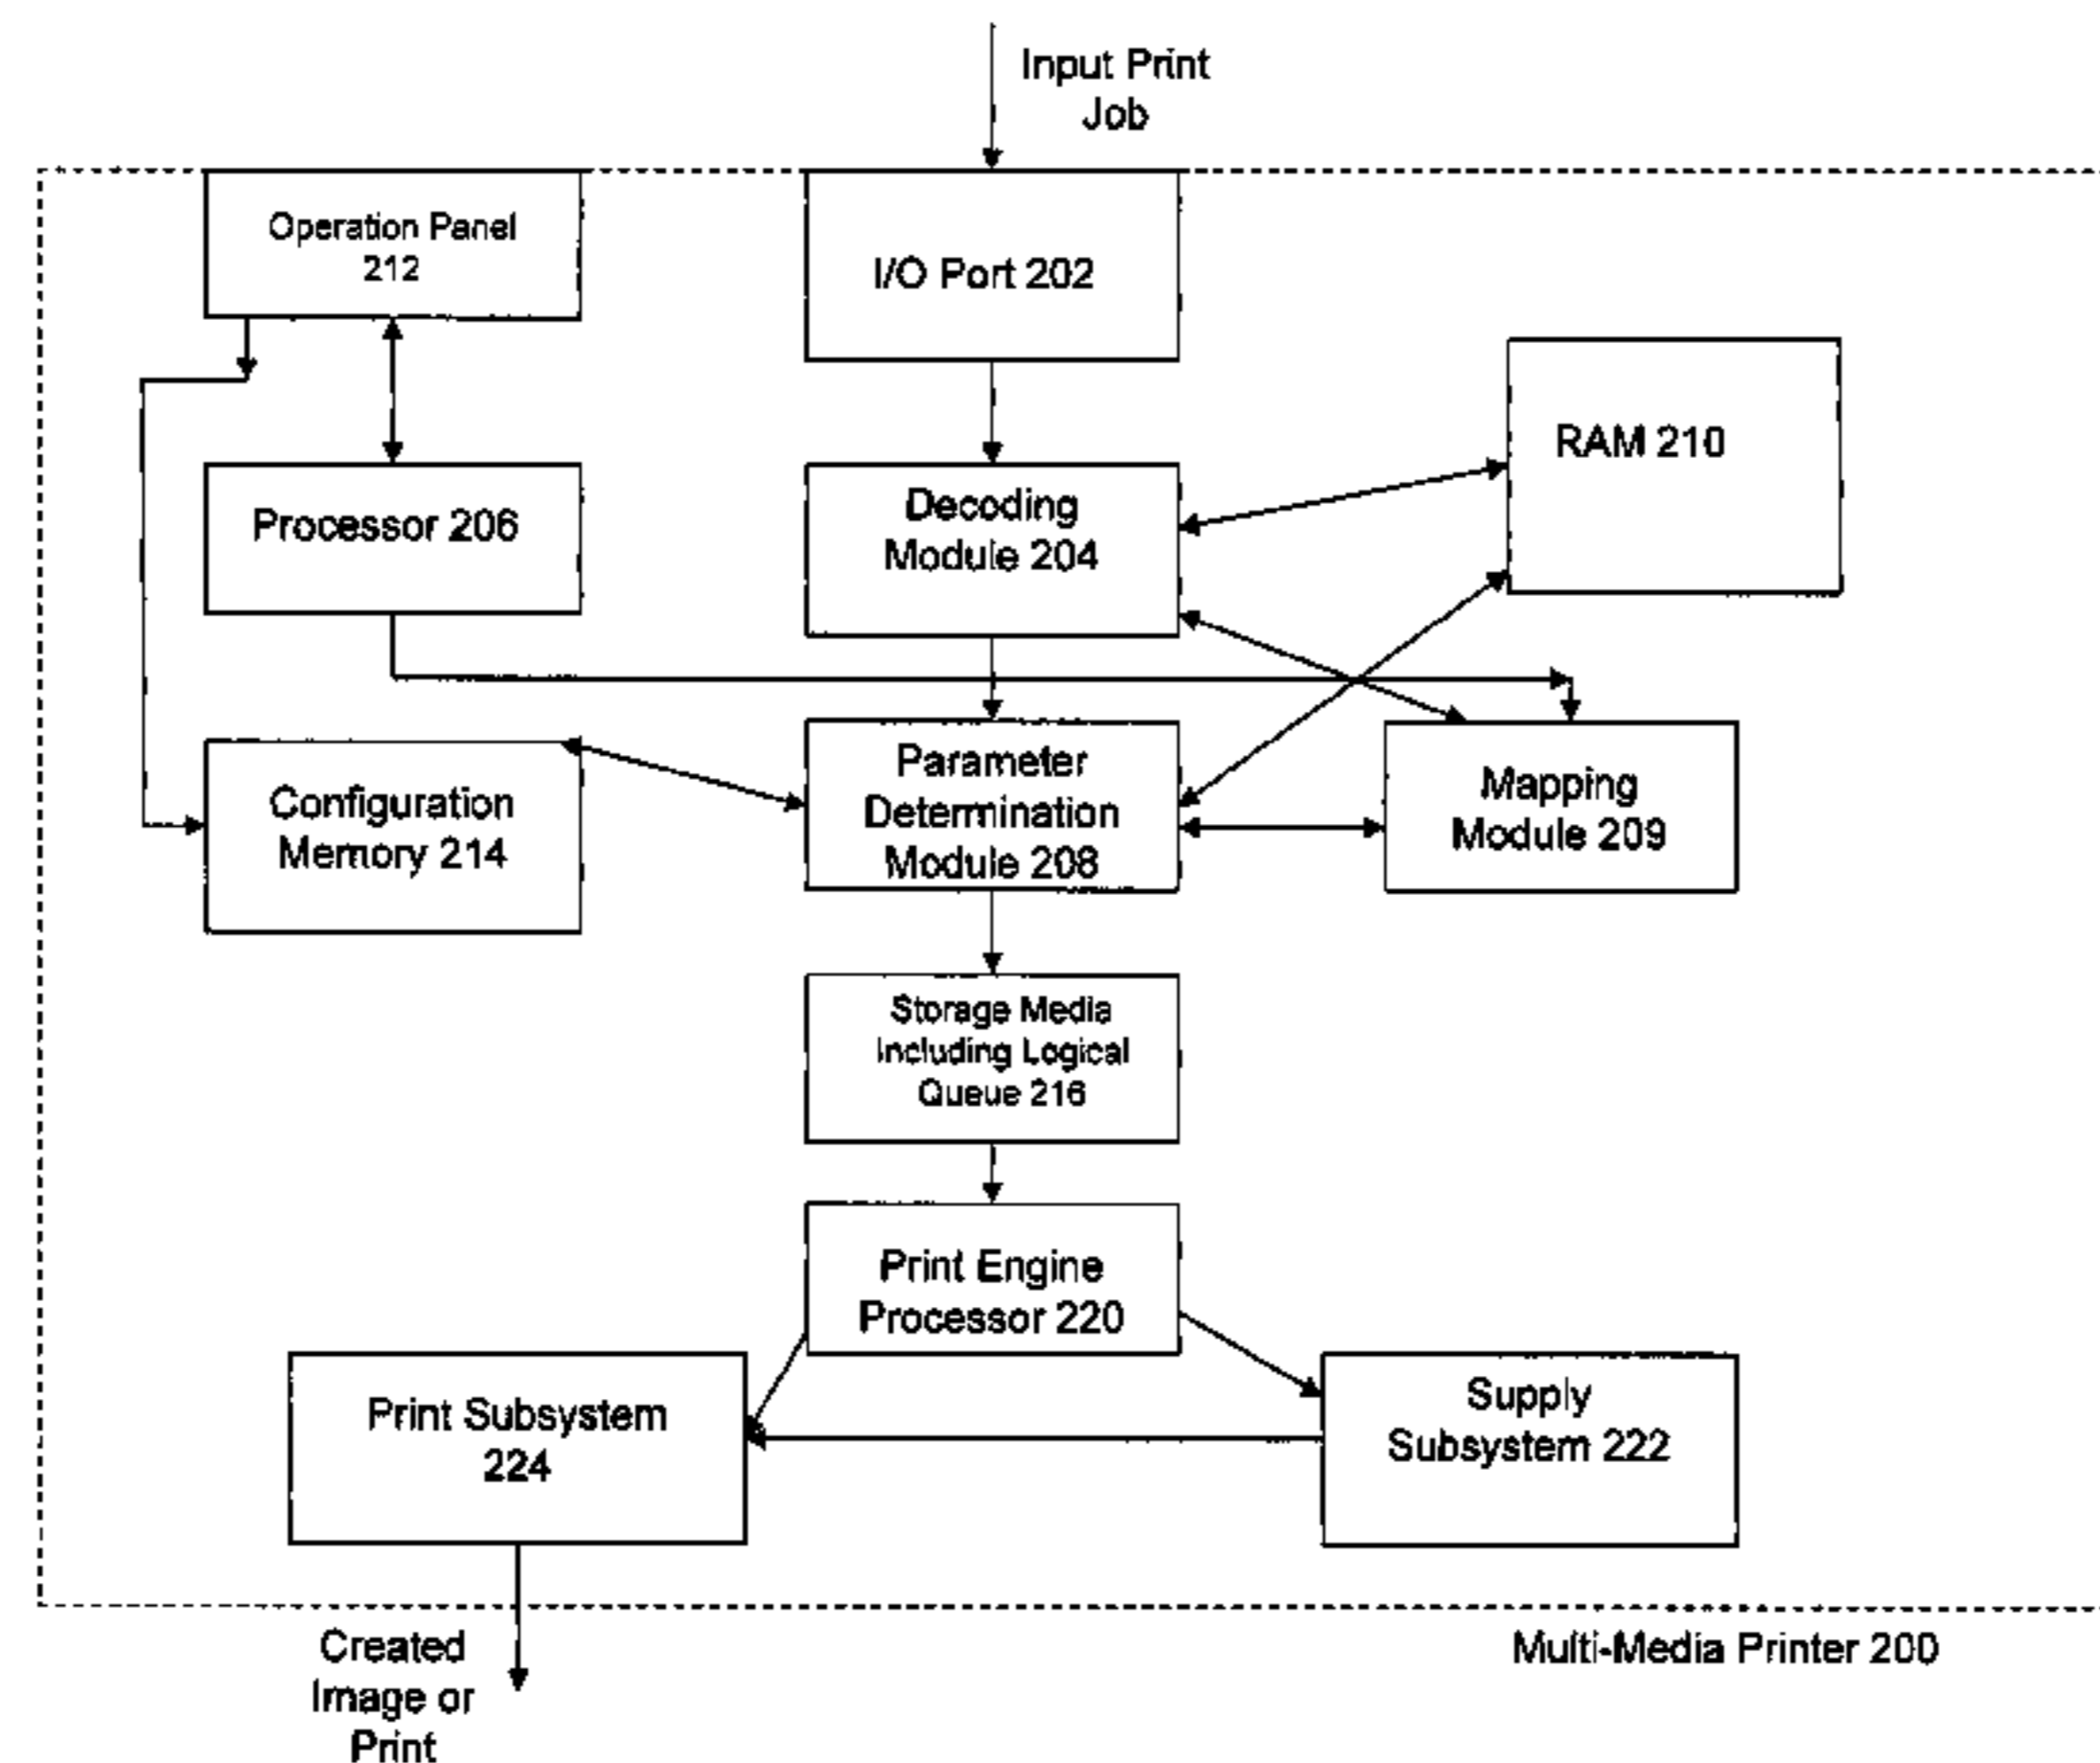 Input Print
Job
Operation Panel
212
I/O Port 202
RAM 210
Processor 206
Decoding
Module 204
Configuration
Memory 214
Parameter
Determination
Module 208
Mapping
Module 209
Storage Media
Including Logical
Queue 216
Print Engine
Processor 220
Print Subsystem
224
Supply
Subsystem 222
Created
Image or
Print
Multi-Media Printer 200